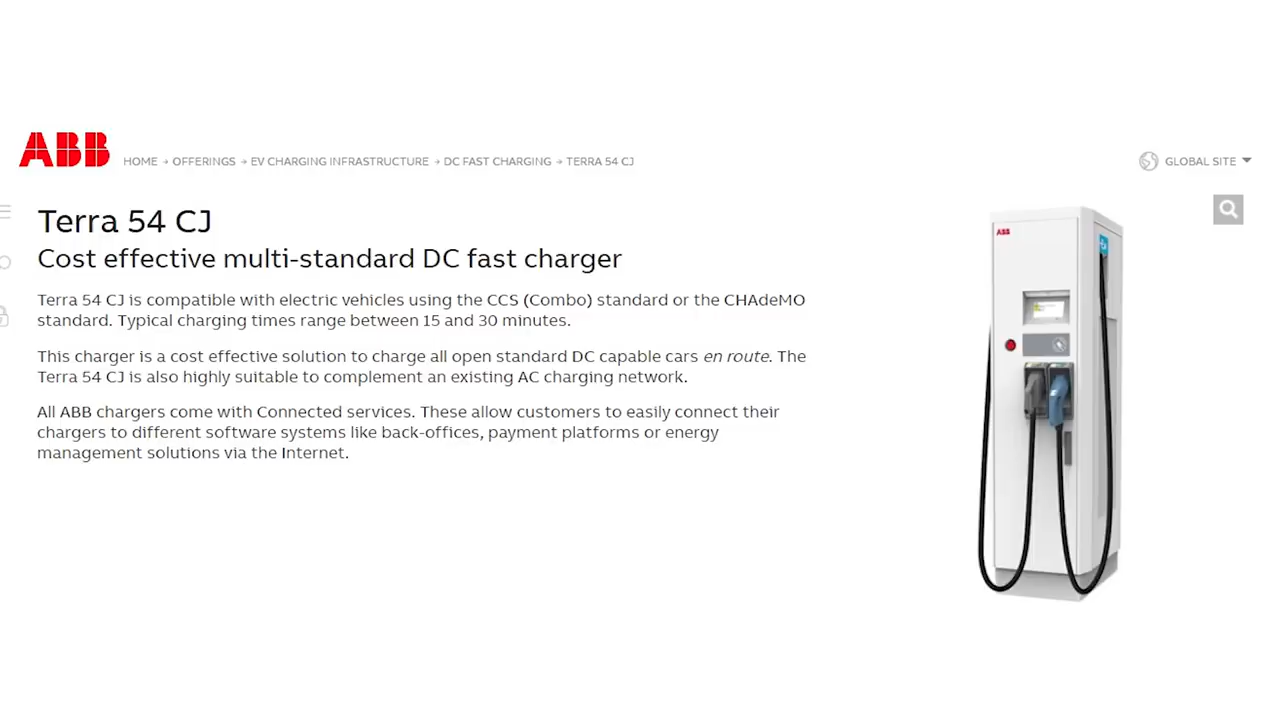 ABB
HOME → OFFERINGS → EV CHARGING INFRASTRUCTURE → DC FAST CHARGING → TERRA 54 CJ
GLOBAL SITE
Terra 54 CJ
Cost effective multi-standard DC fast charger
Terra 54 CJ is compatible with electric vehicles using the CCS (Combo) standard or the CHAdeMO
standard. Typical charging times range between 15 and 30 minutes.
This charger is a cost effective solution to charge all open standard DC capable cars en route. The
Terra 54 CJ is also highly suitable to complement an existing AC charging network.
All ABB chargers come with Connected services. These allow customers to easily connect their
chargers to different software systems like back-offices, payment platforms or energy
management solutions via the Internet.
ABB